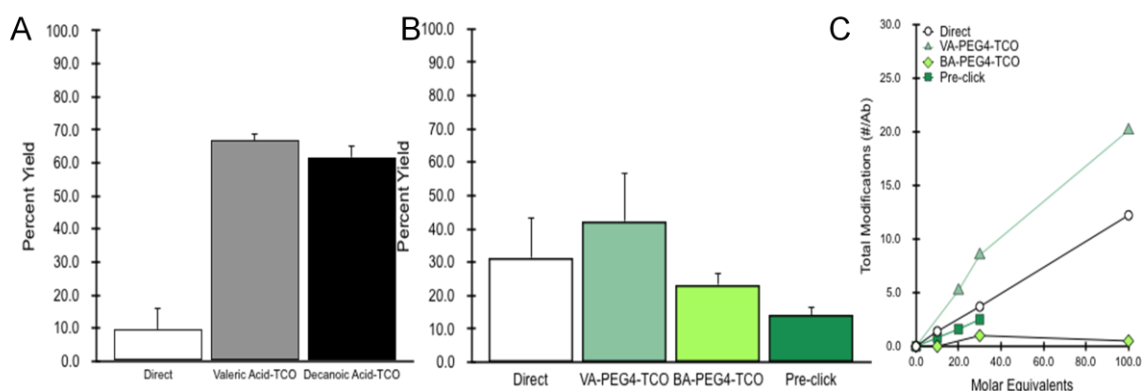 A
Percent Yield
100.0
90.0
80.0
70.0
60.0
50.0
40.0
30.0
20.0
10.0
0.0
Direct
Valeric Acid-TCO
Decanoic Acid-TCO
B
Percent Yield
100.0
90.0
80.0
70.0
60.0
50.0
40.0
30.0
20.0
10.0
0.0
Direct
VA-PEG4-TCO
BA-PEG4-TCO
Pre-click
C
Total Modifications (#/Ab)
30.0
25.0
20.0
15.0
10.0
5.0
0.0
Direct
VA-PEG4-TCO
BA-PEG4-TCO
Pre-click
0.0
20.0
40.0
60.0
80.0
100.0
Molar Equivalents